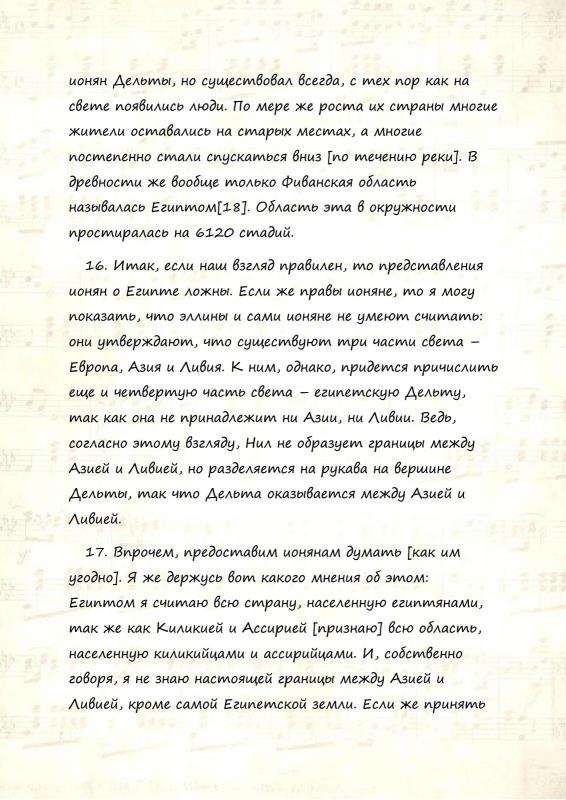 ионян Дельты, но существовал всегда, с тех пор как на
свете появились люди. По мере же роста их страны многие
жители оставались на старых местах, а многие
постепенно стали спускаться вниз [по течению реки]. В
древности же вообще только Фиванская область
называлась Египтом[18]. Область эта в окружности
простиралась на 6120 стадий.
16. Итак, если наш взгляд правилен, то представления
ионян о Египте ложны. Если же правы ионяне, то я могу
показать, что эллины и сами ионяне не умеют считать:
они утверждают, что существуют три части света –
Европа, Азия и Ливия. К ним, однако, придется причислить
еще и четвертую часть света – египетскую Дельту,
так как она не принадлежит ни Азии, ни Ливии. Ведь,
согласно этому взгляду, Нил не образует границы между
Азией и Ливией, но разделяется на рукава на вершине
Дельты, так что Дельта оказывается между Азией и
Ливией.
17. Впрочем, предоставим ионянам думать [как им
угодно]. Я же держусь вот какого мнения об этом:
Египтом я считаю всю страну, населенную египтянами,
так же как Киликией и Ассирией [признаю] всю область,
населенную киликийцами и ассирийцами. И, собственно
говоря, я не знаю настоящей границы между Азией и
Ливией, кроме самой Египетской земли. Если же принять